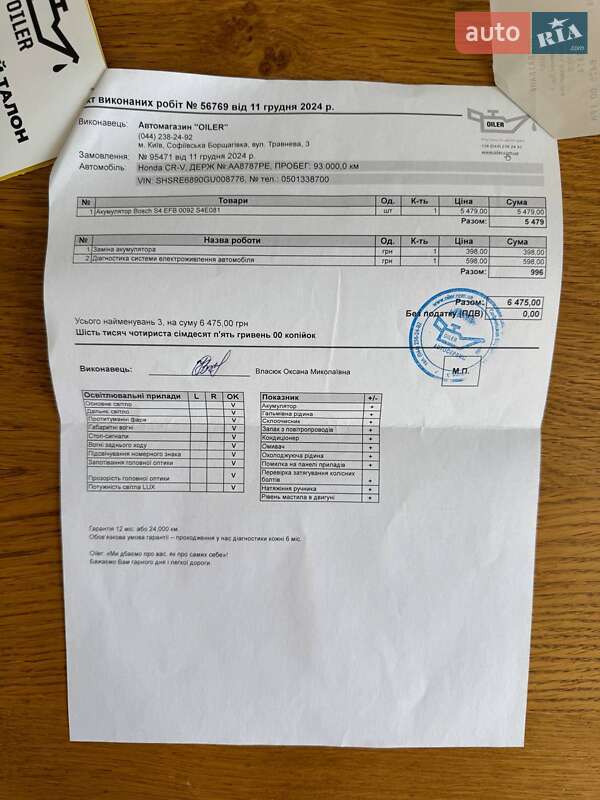 auto RIA .com
OILER
Й ТАЛОН
кт виконаних робіт № 56769 від 11 грудня 2024 р.
Виконавець: Автомагазин "OILER"
(044) 238-24-92
м. Київ, Софіївська Борщагівка, вул. Травнева, 3
OILER
www.oiler.com.ua
Замовлення: № 95471 від 11 грудня 2024 р.
Автомобіль: Honda CR-V, ДЕРЖ № AA8787PE, ПРОБЕГ: 93 000,0 км
VIN: SHSRE6890GU008776, № тел.: 0501338700
№ Товари Од. К-ть Ціна Сума
1 Акумулятор Bosch S4 EFB 0092 S4E081 шт 1 5 479,00 5 479,00
Разом: 5 479
№ Назва роботи Од. К-ть Ціна Сума
1 Заміна акумулятора грн 1 398,00 398,00
2 Діагностика системи електроживлення автомобіля грн 1 598,00 598,00
Разом: 996
Разом: 6 475,00
Без податку (ПДВ) 0,00
Усього найменувань 3, на суму 6 475,00 грн
Шість тисяч чотириста сімдесят п'ять гривень 00 копійок
Виконавець: Власюк Оксана Миколаївна
OILER
АВТОСЕРВІС
М.П.
Освітлювальні прилади L R OK
Основне світло V
Дальнє світло V
Протитуманні фари V
Габаритні вогні V
Стоп-сигнали V
Вогні заднього ходу V
Підсвічування номерного знака V
Запотівання головної оптики V
Прозорість головної оптики V
Потужність світла LUX V
Показник +/-
Акумулятор +
Гальмівна рідина +
Склоочисник +
Запах з повітропроводів +
Кондиціонер +
Омивач +
Охолоджуюча рідина +
Помилка на панелі приладів +
Перевірка затягування колісних
болтів +
Натяжіння ручника +
Рівень мастила в двигуні +
Гарантія 12 міс. або 24,000 км.
Обов'язкова умова гарантії – проходження у нас діагностики кожні 6 міс.
Oiler: «Ми дбаємо про вас, як про самих себе»!
Бажаємо Вам гарного дня і легкої дороги